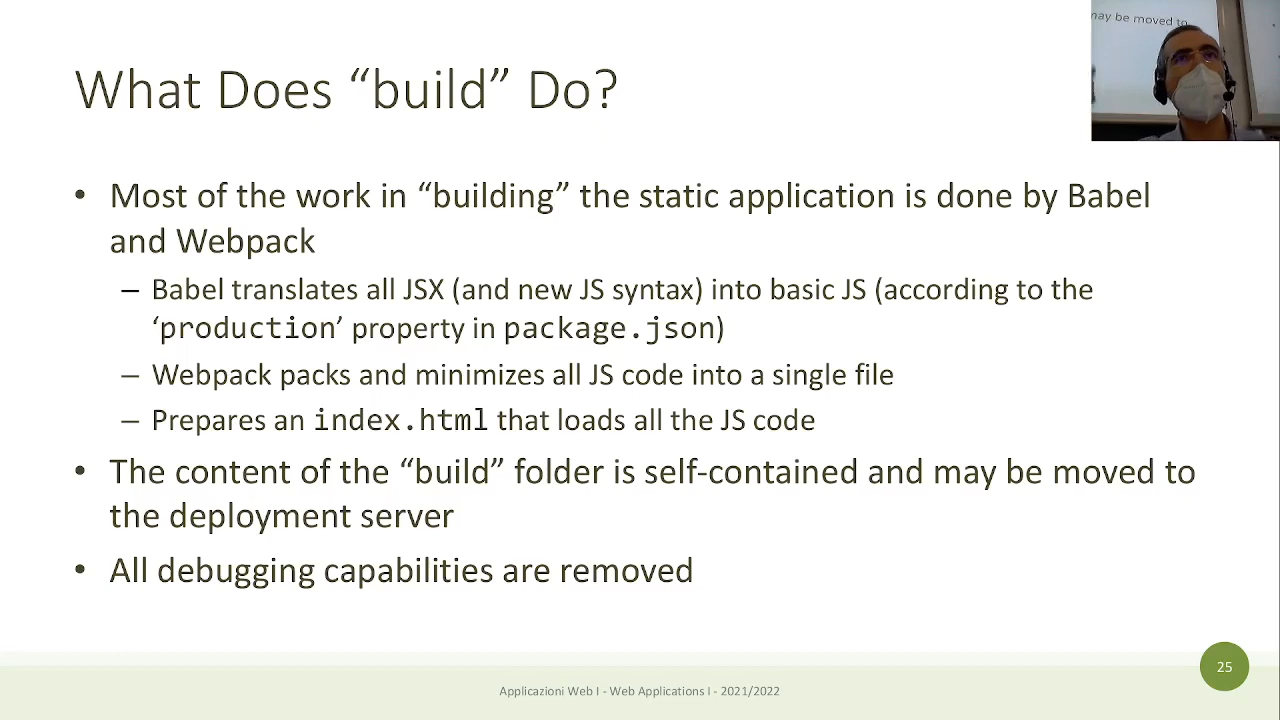 may be moved to
What Does “build” Do?
• Most of the work in “building” the static application is done by Babel
and Webpack
– Babel translates all JSX (and new JS syntax) into basic JS (according to the
‘production’ property in package.json)
– Webpack packs and minimizes all JS code into a single file
– Prepares an index.html that loads all the JS code
• The content of the “build” folder is self-contained and may be moved to
the deployment server
• All debugging capabilities are removed
25
Applicazioni Web I - Web Applications I - 2021/2022